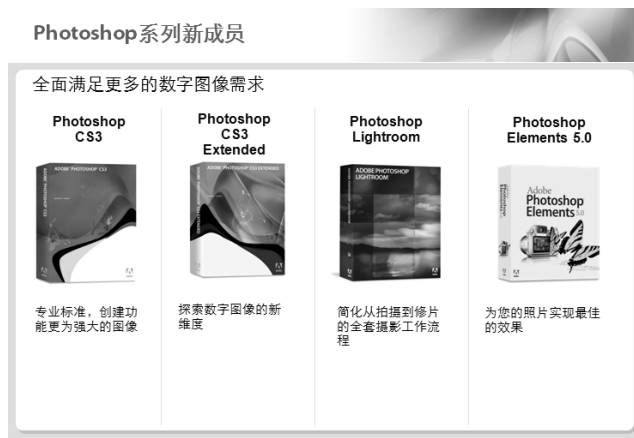 Photoshop系列新成员
全面满足更多的数字图像需求
Photoshop
CS3
ADOBE PHOTOSHOP CS3
专业标准，创建功
能更为强大的图像
Photoshop
CS3
Extended
ADOBE PHOTOSHOP CS3 EXTENDED
探索数字图像的新
维度
Photoshop
Lightroom
ADOBE PHOTOSHOP
LIGHTROOM
简化从拍摄到修片
的全套摄影工作流
程
Photoshop
Elements 5.0
Adobe
Photoshop
Elements 5.0
为您的照片实现最佳
的效果